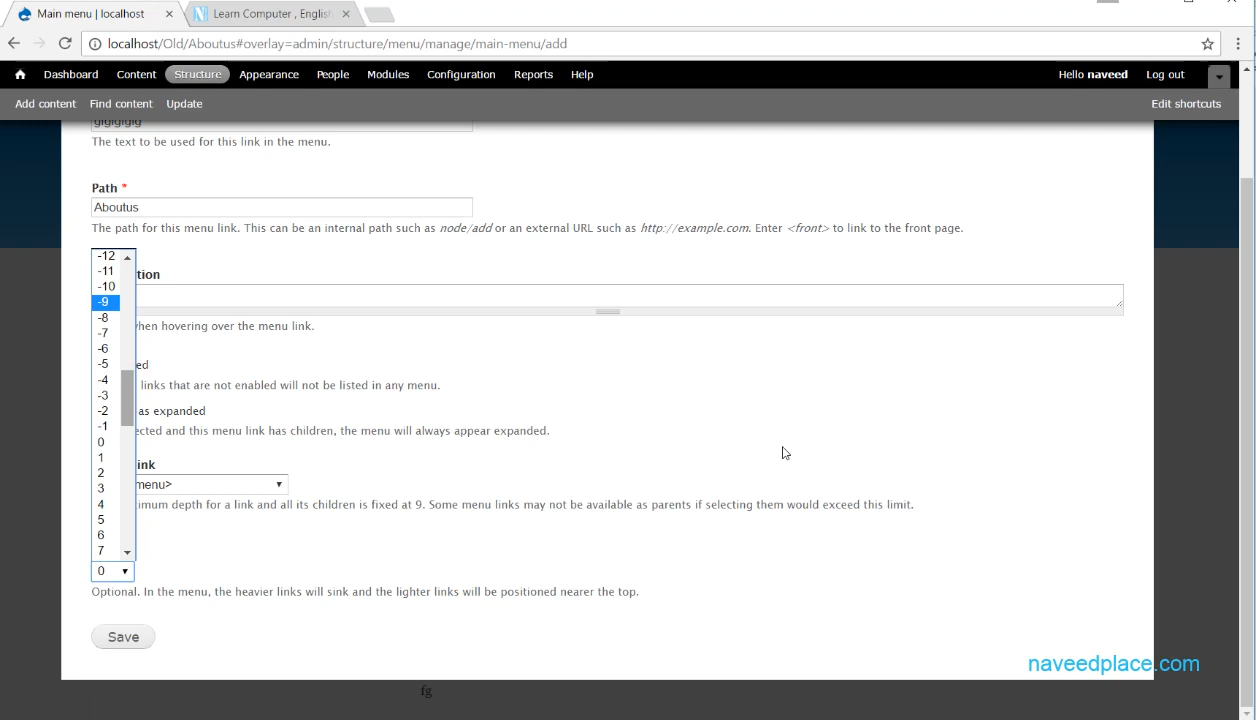 Main menu | localhost
Learn Computer , English
localhost/Old/Aboutus#overlay=admin/structure/menu/manage/main-menu/add
Dashboard Content Structure Appearance People Modules Configuration Reports Help Hello naveed Log out
Add content Find content Update Edit shortcuts
gigigigig
The text to be used for this link in the menu.
Path *
Aboutus
The path for this menu link. This can be an internal path such as node/add or an external URL such as http://example.com. Enter <front> to link to the front page.
-12
-11
tion
-10
-9
-8
when hovering over the menu link.
-7
-6
-5
ed
-4
links that are not enabled will not be listed in any menu.
-3
-2
as expanded
-1
ected and this menu link has children, the menu will always appear expanded.
0
1
ink
2
3
menu>
4
imum depth for a link and all its children is fixed at 9. Some menu links may not be available as parents if selecting them would exceed this limit.
5
6
7
0
Optional. In the menu, the heavier links will sink and the lighter links will be positioned nearer the top.
Save
naveedplace.com
fg